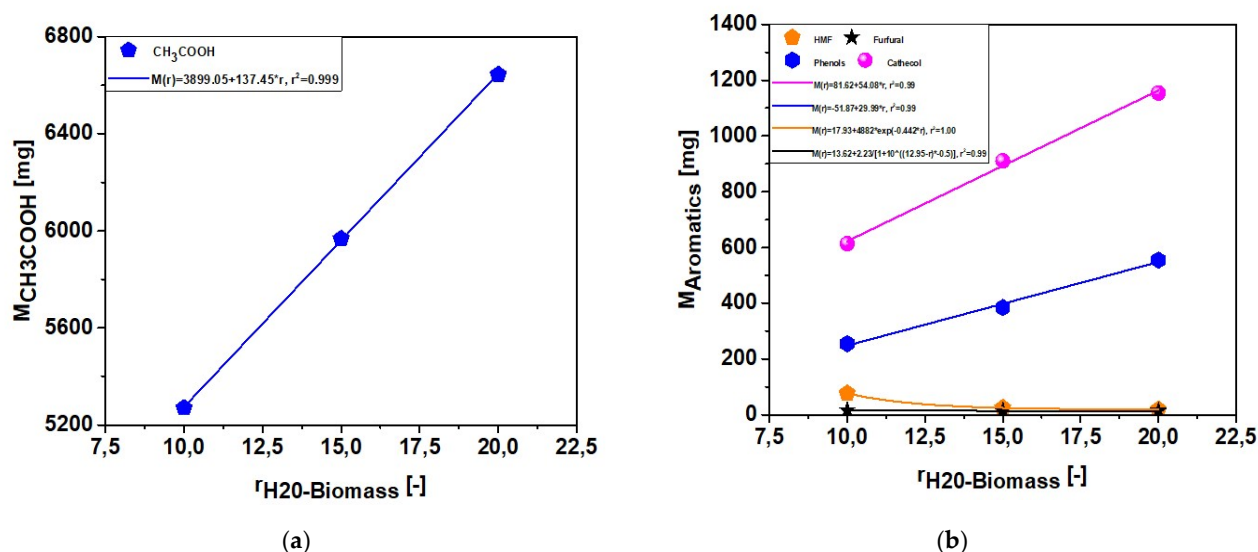 6800
6400
6000
5600
5200
7,5 10,0 12,5 15,0 17,5 20,0 22,5
M_CH3COOH [mg]
rH20-Biomass [-]
CH₃COOH
M(r)=3899.05+137.45*r, r²=0.999
(a)
1400
1200
1000
800
600
400
200
0
7,5 10,0 12,5 15,0 17,5 20,0 22,5
M_Aromatics [mg]
rH20-Biomass [-]
HMF Furfural
Phenols Cathecol
M(r)=81.62+54.08*r, r²=0.99
M(r)=-51.87+29.99*r, r²=0.99
M(r)=17.93+4882*exp(-0.442*r), r²=1.00
M(r)=13.62+2.23/[1+10^((12.95-r)*-0.5)], r²=0.99
(b)